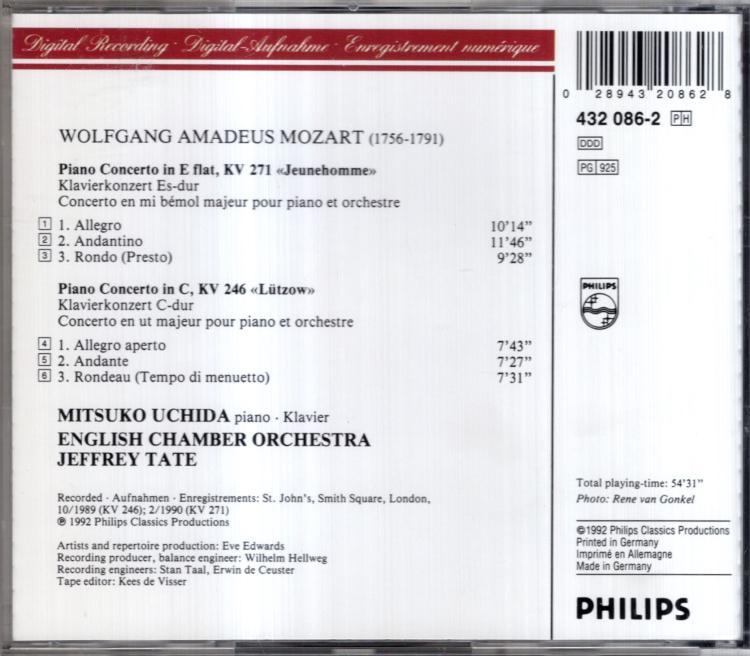 Digital Recording · Digital-Aufnahme · Enregistrement numérique
WOLFGANG AMADEUS MOZART (1756-1791)
Piano Concerto in E flat, KV 271 «Jeunehomme»
Klavierkonzert Es-dur
Concerto en mi bémol majeur pour piano et orchestre
1 1. Allegro 10’14”
2 2. Andantino 11’46”
3 3. Rondo (Presto) 9’28”
Piano Concerto in C, KV 246 «Lützow»
Klavierkonzert C-dur
Concerto en ut majeur pour piano et orchestre
4 1. Allegro aperto 7’43”
5 2. Andante 7’27”
6 3. Rondeau (Tempo di menuetto) 7’31”
MITSUKO UCHIDA piano · Klavier
ENGLISH CHAMBER ORCHESTRA
JEFFREY TATE
Recorded · Aufnahmen · Enregistrements: St. John’s, Smith Square, London,
10/1989 (KV 246); 2/1990 (KV 271)
℗ 1992 Philips Classics Productions
Artists and repertoire production: Eve Edwards
Recording producer, balance engineer: Wilhelm Hellweg
Recording engineers: Stan Taal, Erwin de Ceuster
Tape editor: Kees de Visser
0 28943 20862 8
432 086-2 PH
DDD
PG 925
PHILIPS
Total playing-time: 54’31”
Photo: Rene van Gonkel
©1992 Philips Classics Productions
Printed in Germany
Imprimé en Allemagne
Made in Germany
PHILIPS